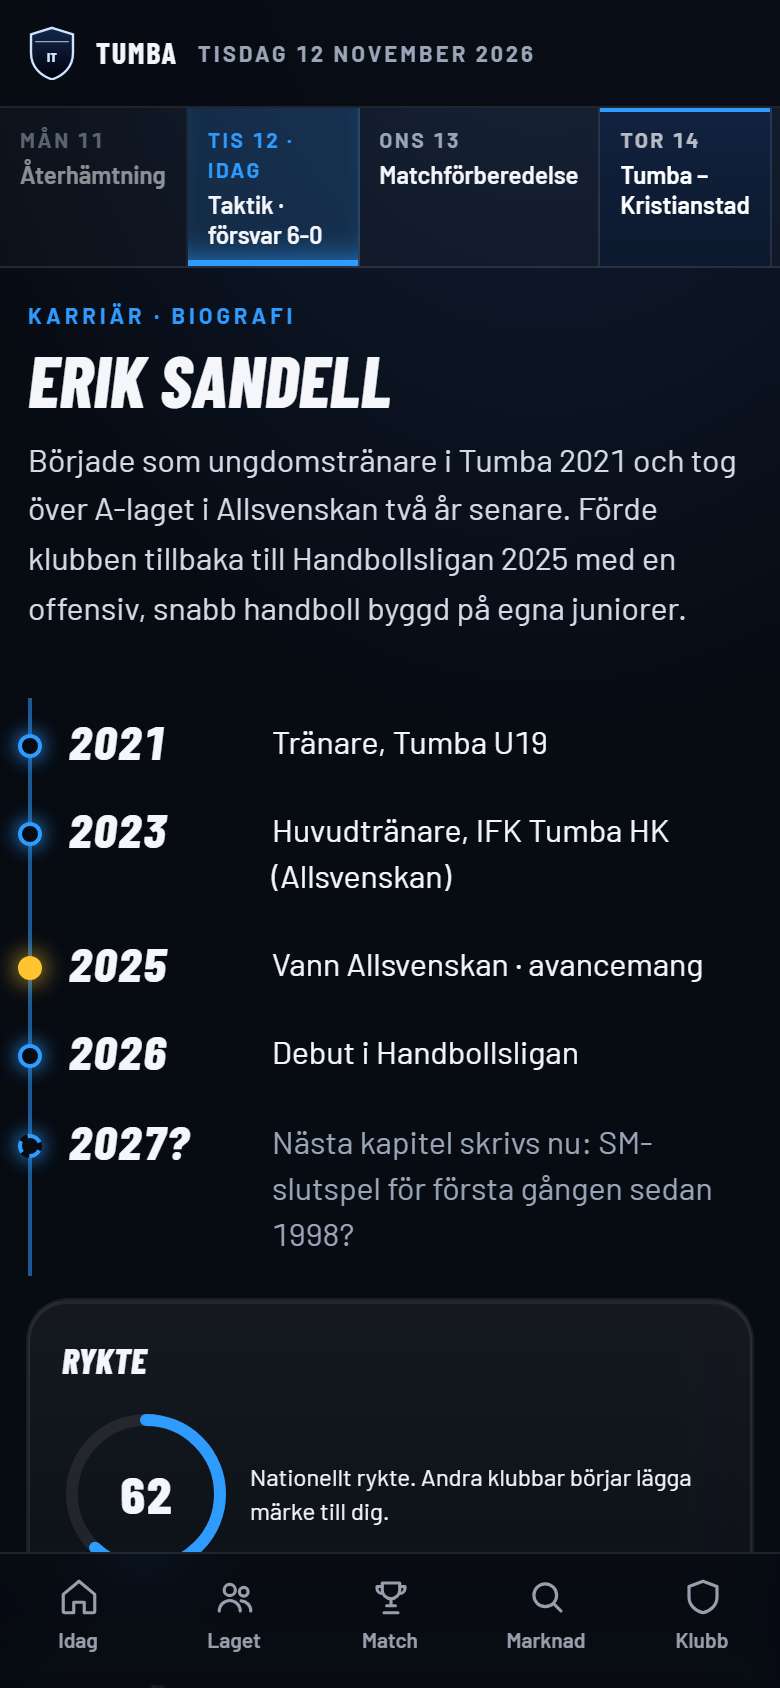 IT
TUMBA TISDAG 12 NOVEMBER 2026
MÅN 11
Återhämtning
TIS 12 ·
IDAG
Taktik ·
försvar 6-0
ONS 13
Matchförberedelse
TOR 14
Tumba –
Kristianstad
KARRIÄR · BIOGRAFI
ERIK SANDELL
Började som ungdomstränare i Tumba 2021 och tog
över A-laget i Allsvenskan två år senare. Förde
klubben tillbaka till Handbollsligan 2025 med en
offensiv, snabb handboll byggd på egna juniorer.
2021 Tränare, Tumba U19
2023 Huvudtränare, IFK Tumba HK
(Allsvenskan)
2025 Vann Allsvenskan · avancemang
2026 Debut i Handbollsligan
2027? Nästa kapitel skrivs nu: SM-
slutspel för första gången sedan
1998?
RYKTE
62
Nationellt rykte. Andra klubbar börjar lägga
märke till dig.
Idag Laget Match Marknad Klubb